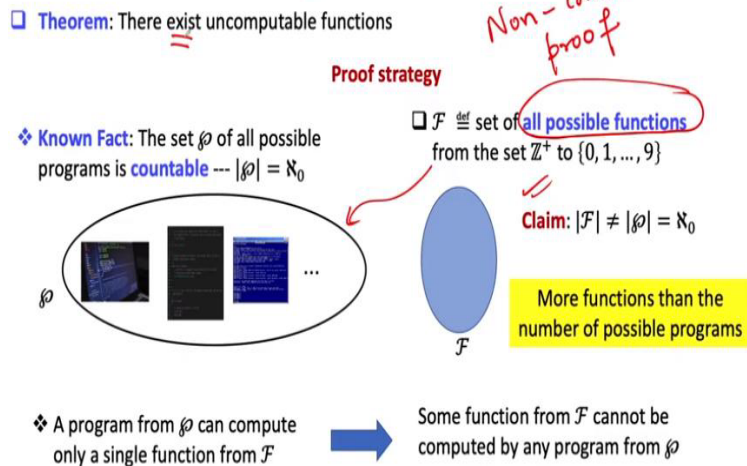 ❑ Theorem: There exist uncomputable functions
Non-
proof
Proof strategy
❖ Known Fact: The set ℘ of all possible
programs is countable --- |℘| = ℵ₀
...
℘
❑ ℱ ≝ set of all possible functions
from the set ℤ⁺ to {0, 1, ..., 9}
Claim: |ℱ| ≠ |℘| = ℵ₀
More functions than the
number of possible programs
ℱ
❖ A program from ℘ can compute
only a single function from ℱ
Some function from ℱ cannot be
computed by any program from ℘